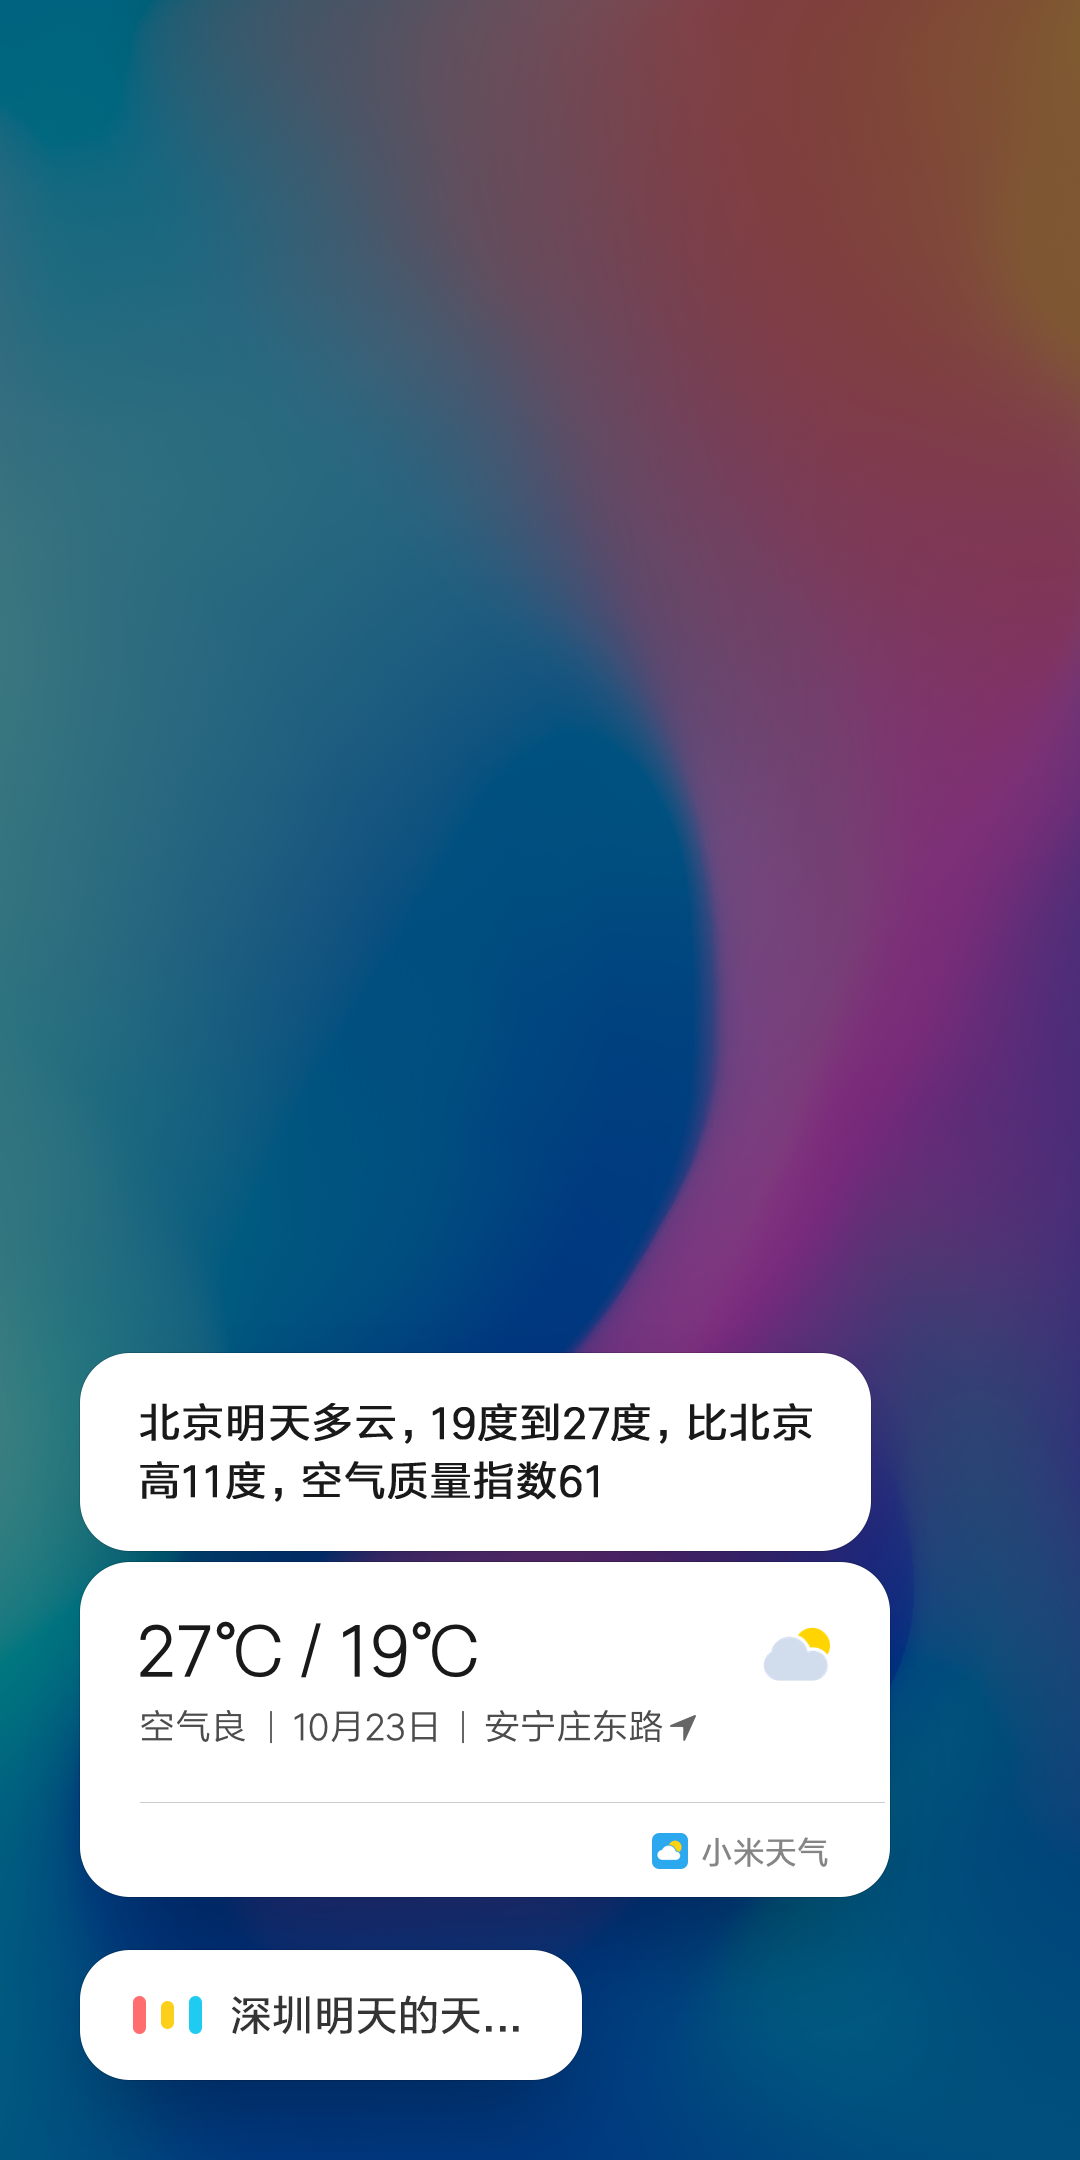 北京明天多云，19度到27度，比北京
高11度，空气质量指数61
27℃ / 19℃
空气良 | 10月23日 | 安宁庄东路
小米天气
深圳明天的天...